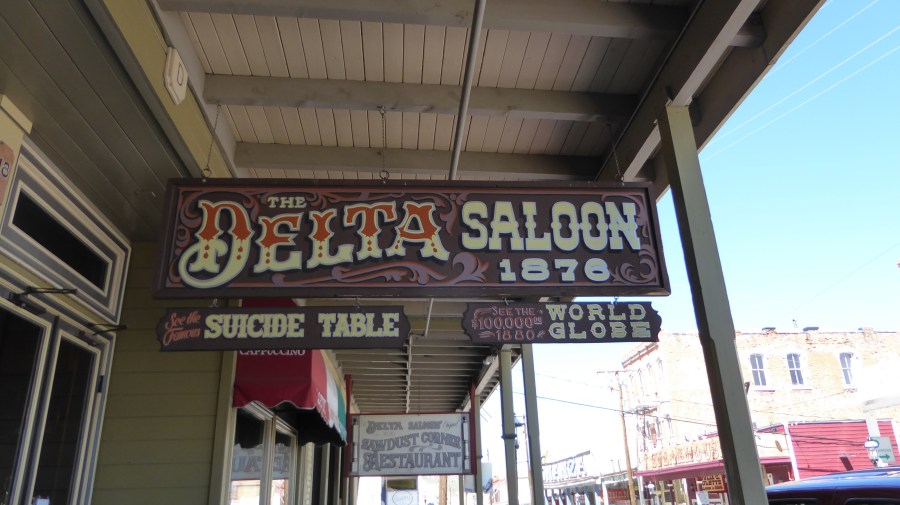 THE
DELTA SALOON
1876
See the Famous
SUICIDE TABLE
SEE THE
$100,000.00
1880
WORLD
GLOBE
CAPPUCCINO
DELTA SALOON
SAWDUST CORNER
RESTAURANT